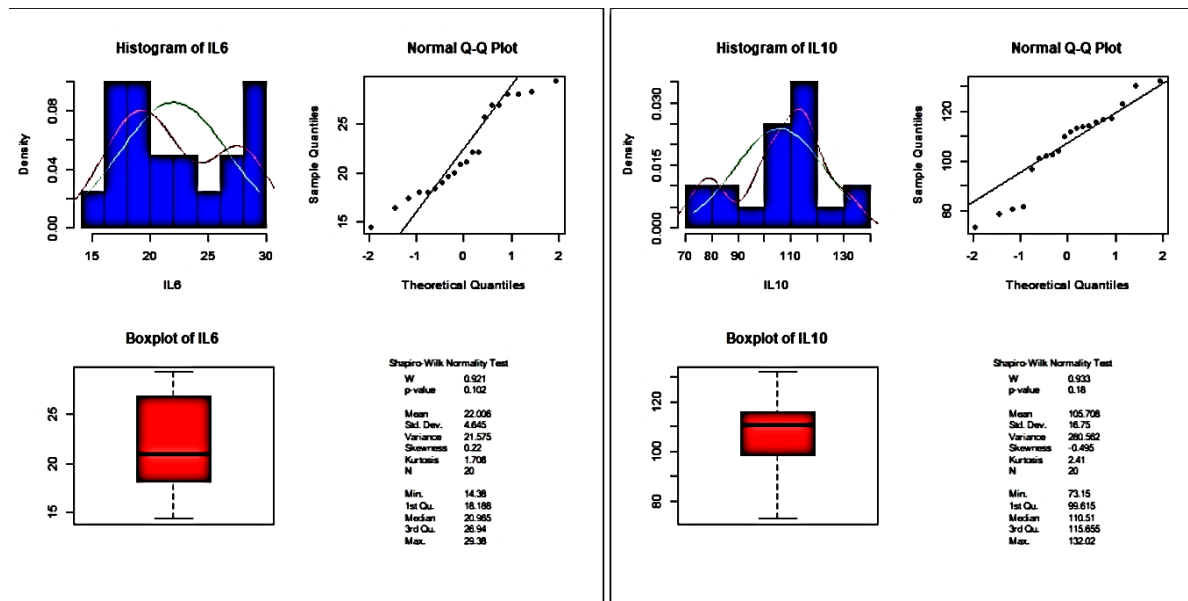 Histogram of IL6
Density
0.00 0.04 0.08
15 20 25 30
IL6
Normal Q-Q Plot
Sample Quantiles
15 20 25
-2 -1 0 1 2
Theoretical Quantiles
Boxplot of IL6
15 20 25
Shapiro-Wilk Normality Test
W 0.921
p-value 0.102
Mean 22.006
Std. Dev. 4.645
Variance 21.575
Skewness 0.22
Kurtosis 1.706
N 20
Min. 14.38
1st Qu. 18.188
Median 20.965
3rd Qu. 26.94
Max. 29.38
Histogram of IL10
Density
0.000 0.015 0.030
70 80 90 110 130
IL10
Normal Q-Q Plot
Sample Quantiles
80 100 120
-2 -1 0 1 2
Theoretical Quantiles
Boxplot of IL10
80 100 120
Shapiro-Wilk Normality Test
W 0.933
p-value 0.18
Mean 105.708
Std. Dev. 16.75
Variance 280.562
Skewness -0.495
Kurtosis 2.41
N 20
Min. 73.15
1st Qu. 99.615
Median 110.51
3rd Qu. 115.655
Max. 132.02